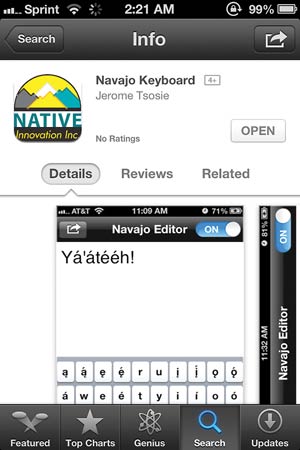 Sprint 2:21 AM 99%
Search Info
Navajo Keyboard 4+
Jerome Tsosie
NATIVE
Innovation Inc
No Ratings
OPEN
Details Reviews Related
AT&T 11:09 AM 71%
Navajo Editor ON
Yá'átééh!
ą á ę é r u į í ǫ ó
á w e é t y í i o ó
81%
ON
Navajo Editor
11:32 AM
Featured Top Charts Genius Search Updates